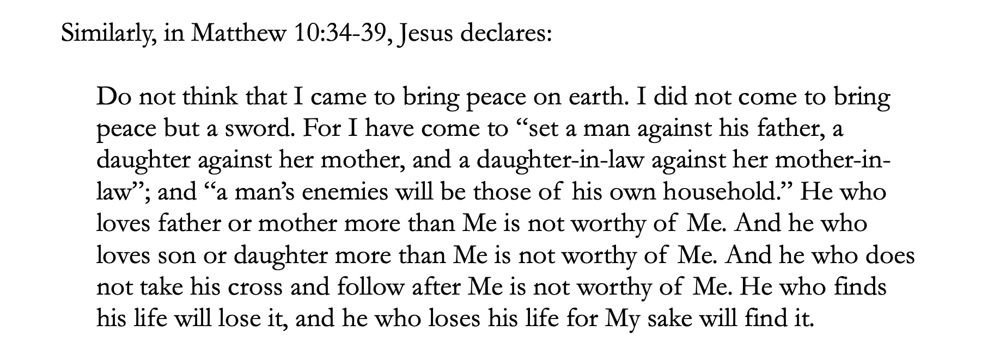 Similarly, in Matthew 10:34-39, Jesus declares:
Do not think that I came to bring peace on earth. I did not come to bring
peace but a sword. For I have come to “set a man against his father, a
daughter against her mother, and a daughter-in-law against her mother-in-
law”; and “a man’s enemies will be those of his own household.” He who
loves father or mother more than Me is not worthy of Me. And he who
loves son or daughter more than Me is not worthy of Me. And he who does
not take his cross and follow after Me is not worthy of Me. He who finds
his life will lose it, and he who loses his life for My sake will find it.